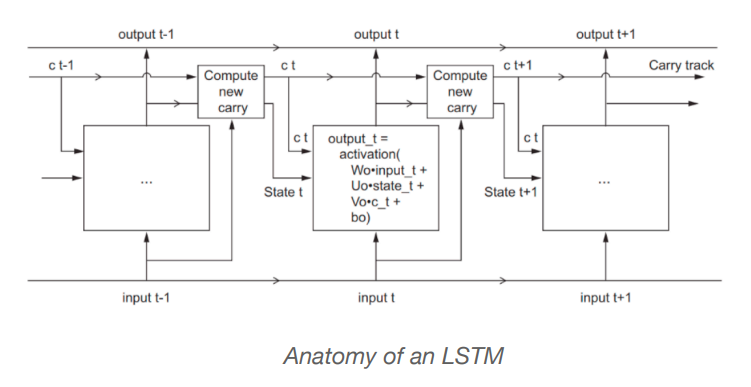 output t-1
output t
output t+1
c t-1
Compute
new
carry
c t
Compute
new
carry
c t+1
Carry track
...
State t
c t
output_t =
activation(
Wo•input_t +
Uo•state_t +
Vo•c_t +
bo)
State t+1
c t
...
input t-1
input t
input t+1
Anatomy of an LSTM